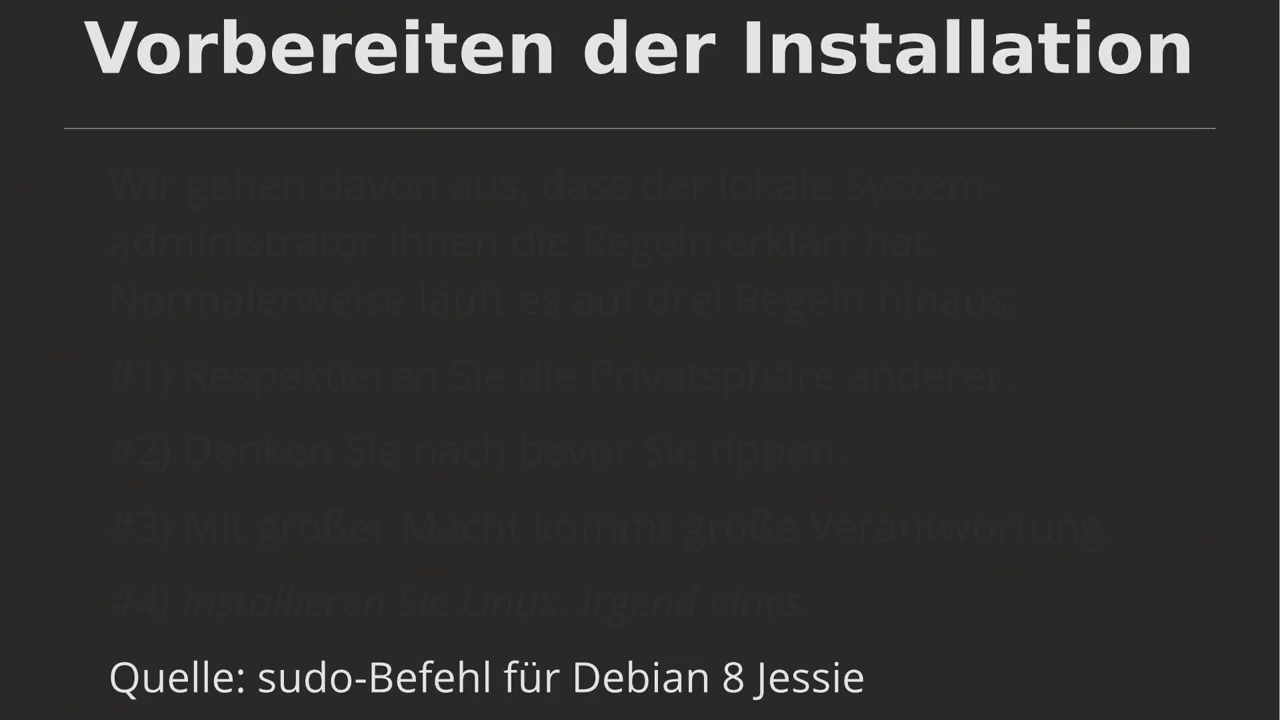 Vorbereiten der Installation
Wir gehen davon aus, dass der lokale System-
administrator Ihnen die Regeln erklärt hat.
Normalerweise läuft es auf drei Regeln hinaus:
#1) Respektieren Sie die Privatsphäre anderer.
#2) Denken Sie nach bevor Sie tippen.
#3) Mit großer Macht kommt große Verantwortung.
#4) Installieren Sie Linux. Irgend eines.
Quelle: sudo-Befehl für Debian 8 Jessie